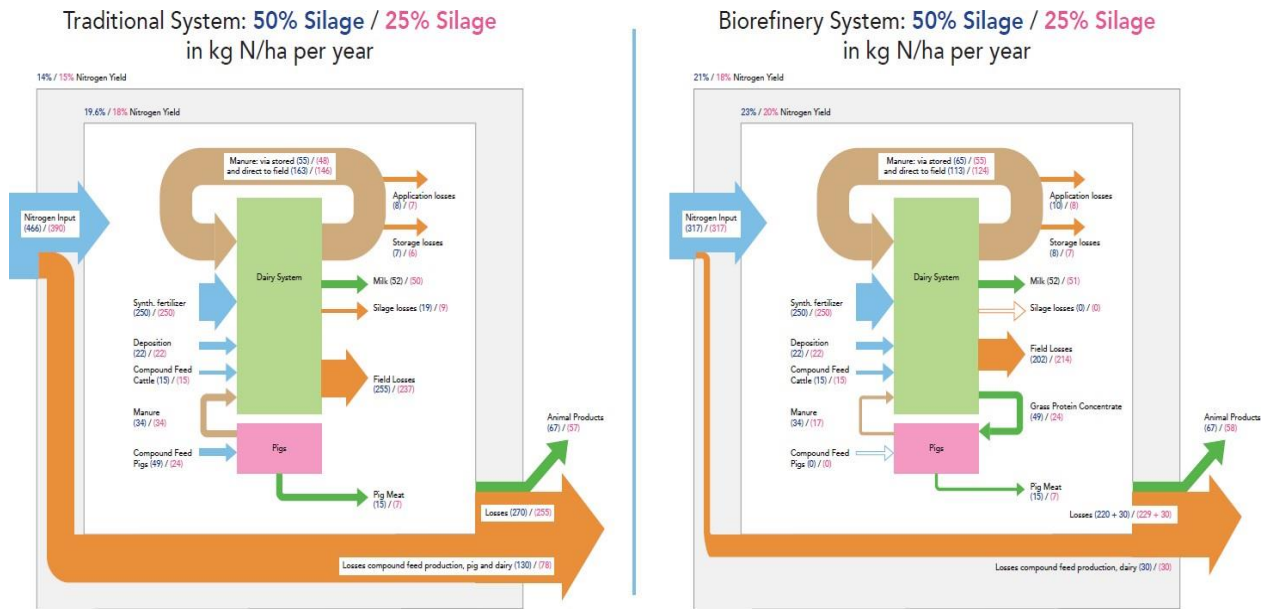 Traditional System: 50% Silage / 25% Silage
in kg N/ha per year
14% / 15% Nitrogen Yield
19.6% / 18% Nitrogen Yield
Manure: via stored (55) / (48)
and direct to field (163) / (146)
Application losses
(8) / (7)
Nitrogen Input
(466) / (390)
Storage losses
(7) / (6)
Dairy System
Milk (52) / (50)
Synth. fertilizer
(250) / (250)
Silage losses (19) / (9)
Deposition
(22) / (22)
Compound Feed
Cattle (15) / (15)
Field Losses
(255) / (237)
Manure
(34) / (34)
Animal Products
(67) / (57)
Pigs
Compound Feed
Pigs (49) / (24)
Pig Meat
(15) / (7)
Losses (270) / (255)
Losses compound feed production, pig and dairy (130) / (78)
Biorefinery System: 50% Silage / 25% Silage
in kg N/ha per year
21% / 18% Nitrogen Yield
23% / 20% Nitrogen Yield
Manure: via stored (65) / (55)
and direct to field (113) / (124)
Application losses
(10) / (8)
Nitrogen Input
(317) / (317)
Storage losses
(8) / (7)
Dairy System
Milk (52) / (51)
Synth. fertilizer
(250) / (250)
Silage losses (0) / (0)
Deposition
(22) / (22)
Field Losses
(202) / (214)
Compound Feed
Cattle (15) / (15)
Manure
(34) / (17)
Grass Protein Concentrate
(49) / (24)
Animal Products
(67) / (58)
Pigs
Compound Feed
Pigs (0) / (0)
Pig Meat
(15) / (7)
Losses (220 + 30) / (229 + 30)
Losses compound feed production, dairy (30) / (30)